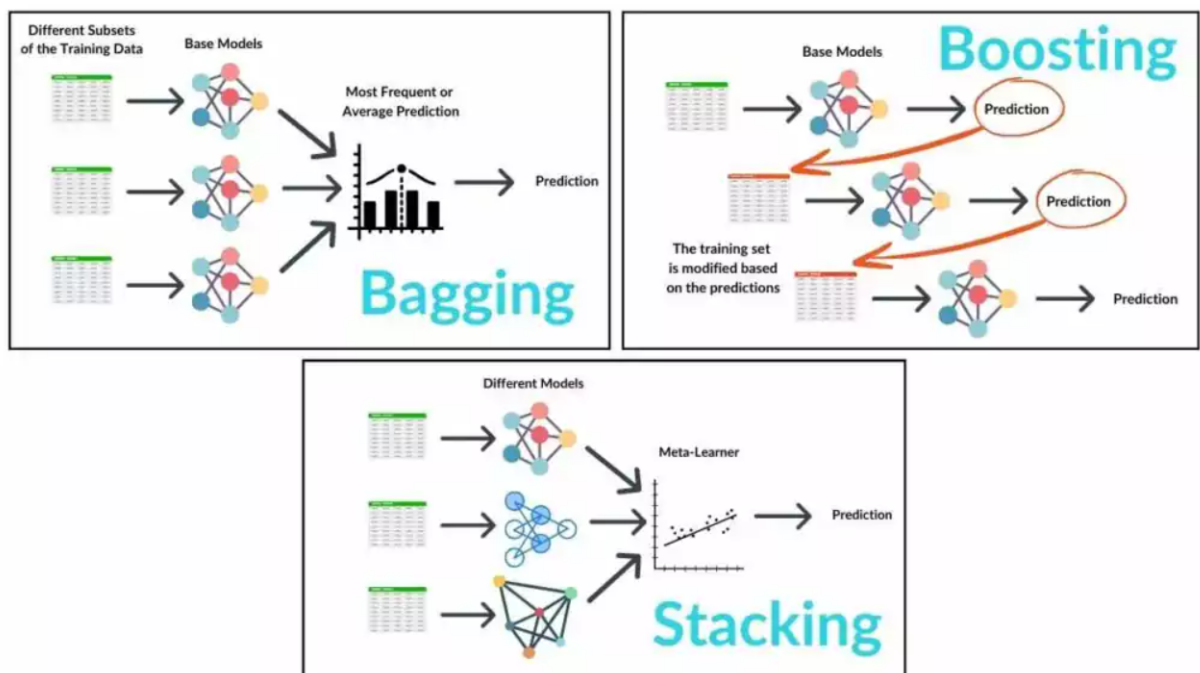 Different Subsets
of the Training Data
Base Models
Most Frequent or
Average Prediction
Prediction
Bagging
Boosting
Base Models
Prediction
Prediction
The training set
is modified based
on the predictions
Prediction
Different Models
Meta-Learner
Prediction
Stacking